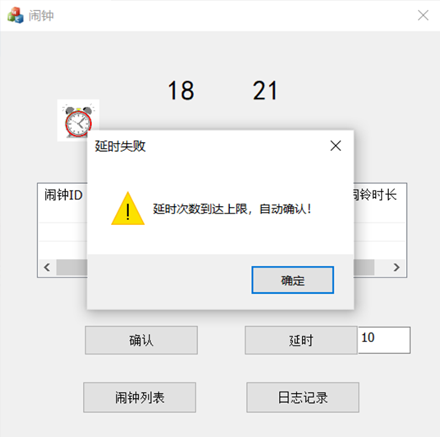 闹钟
18 21
延时失败
延时次数到达上限，自动确认！
闹钟ID
闹铃时长
确定
确认
延时
10
闹钟列表
日志记录